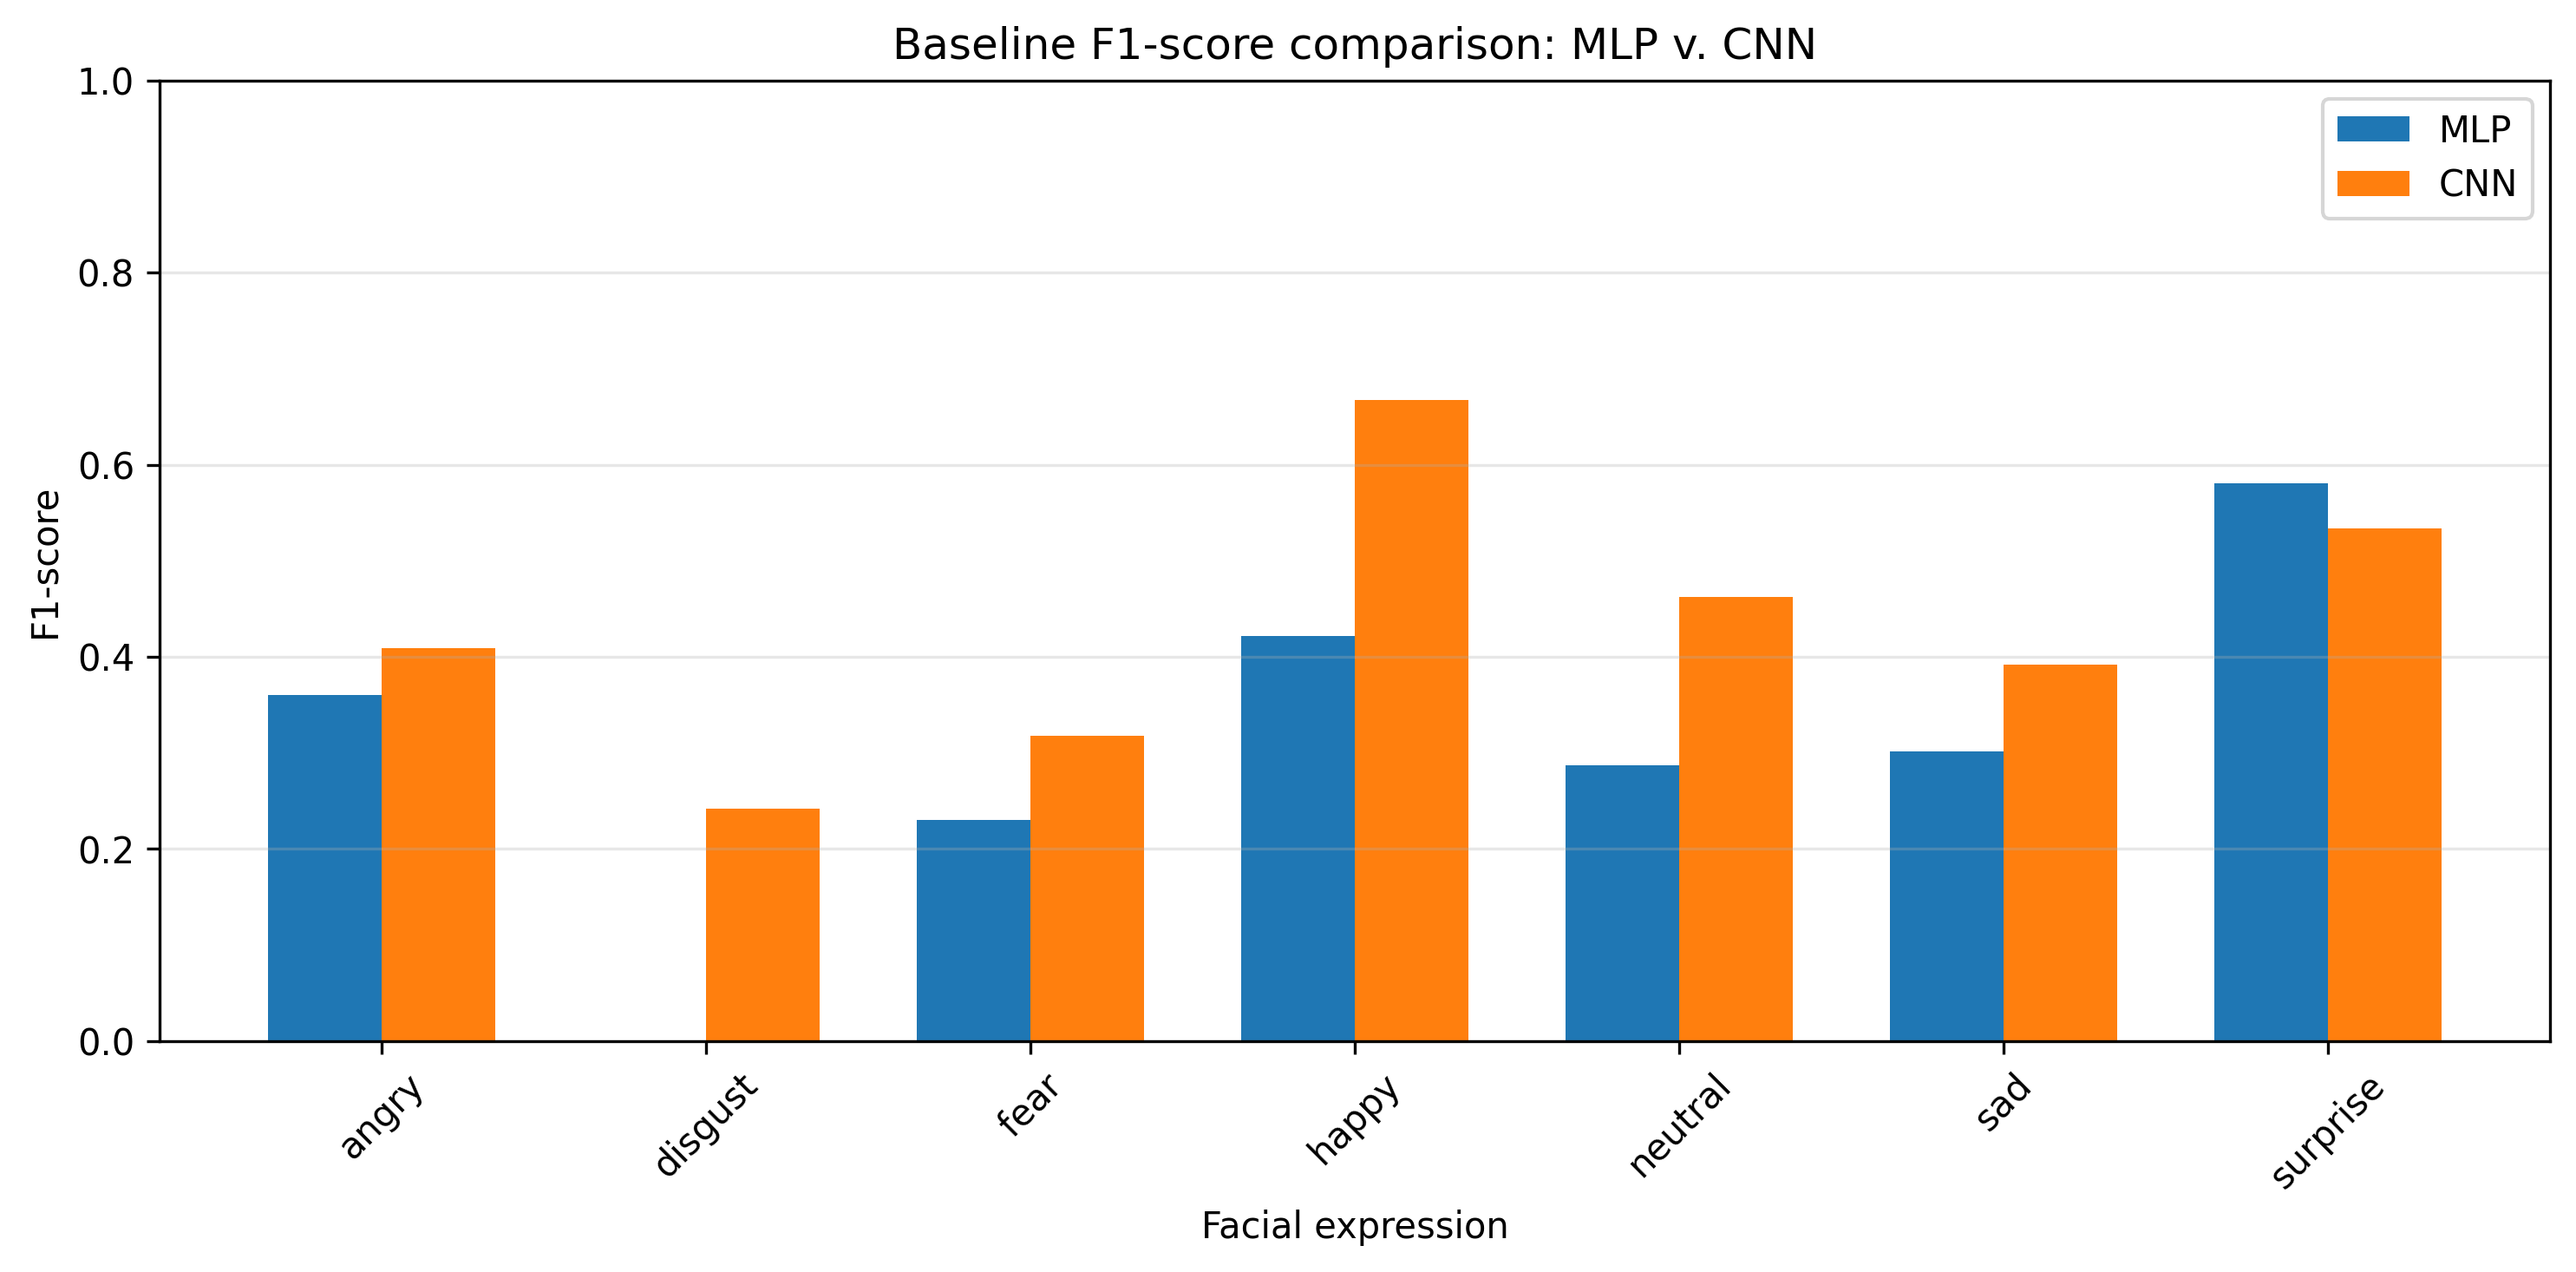 Baseline F1-score comparison: MLP v. CNN
MLP
CNN
1.0
0.8
0.6
0.4
0.2
0.0
F1-score
angry
disgust
fear
happy
neutral
sad
surprise
Facial expression